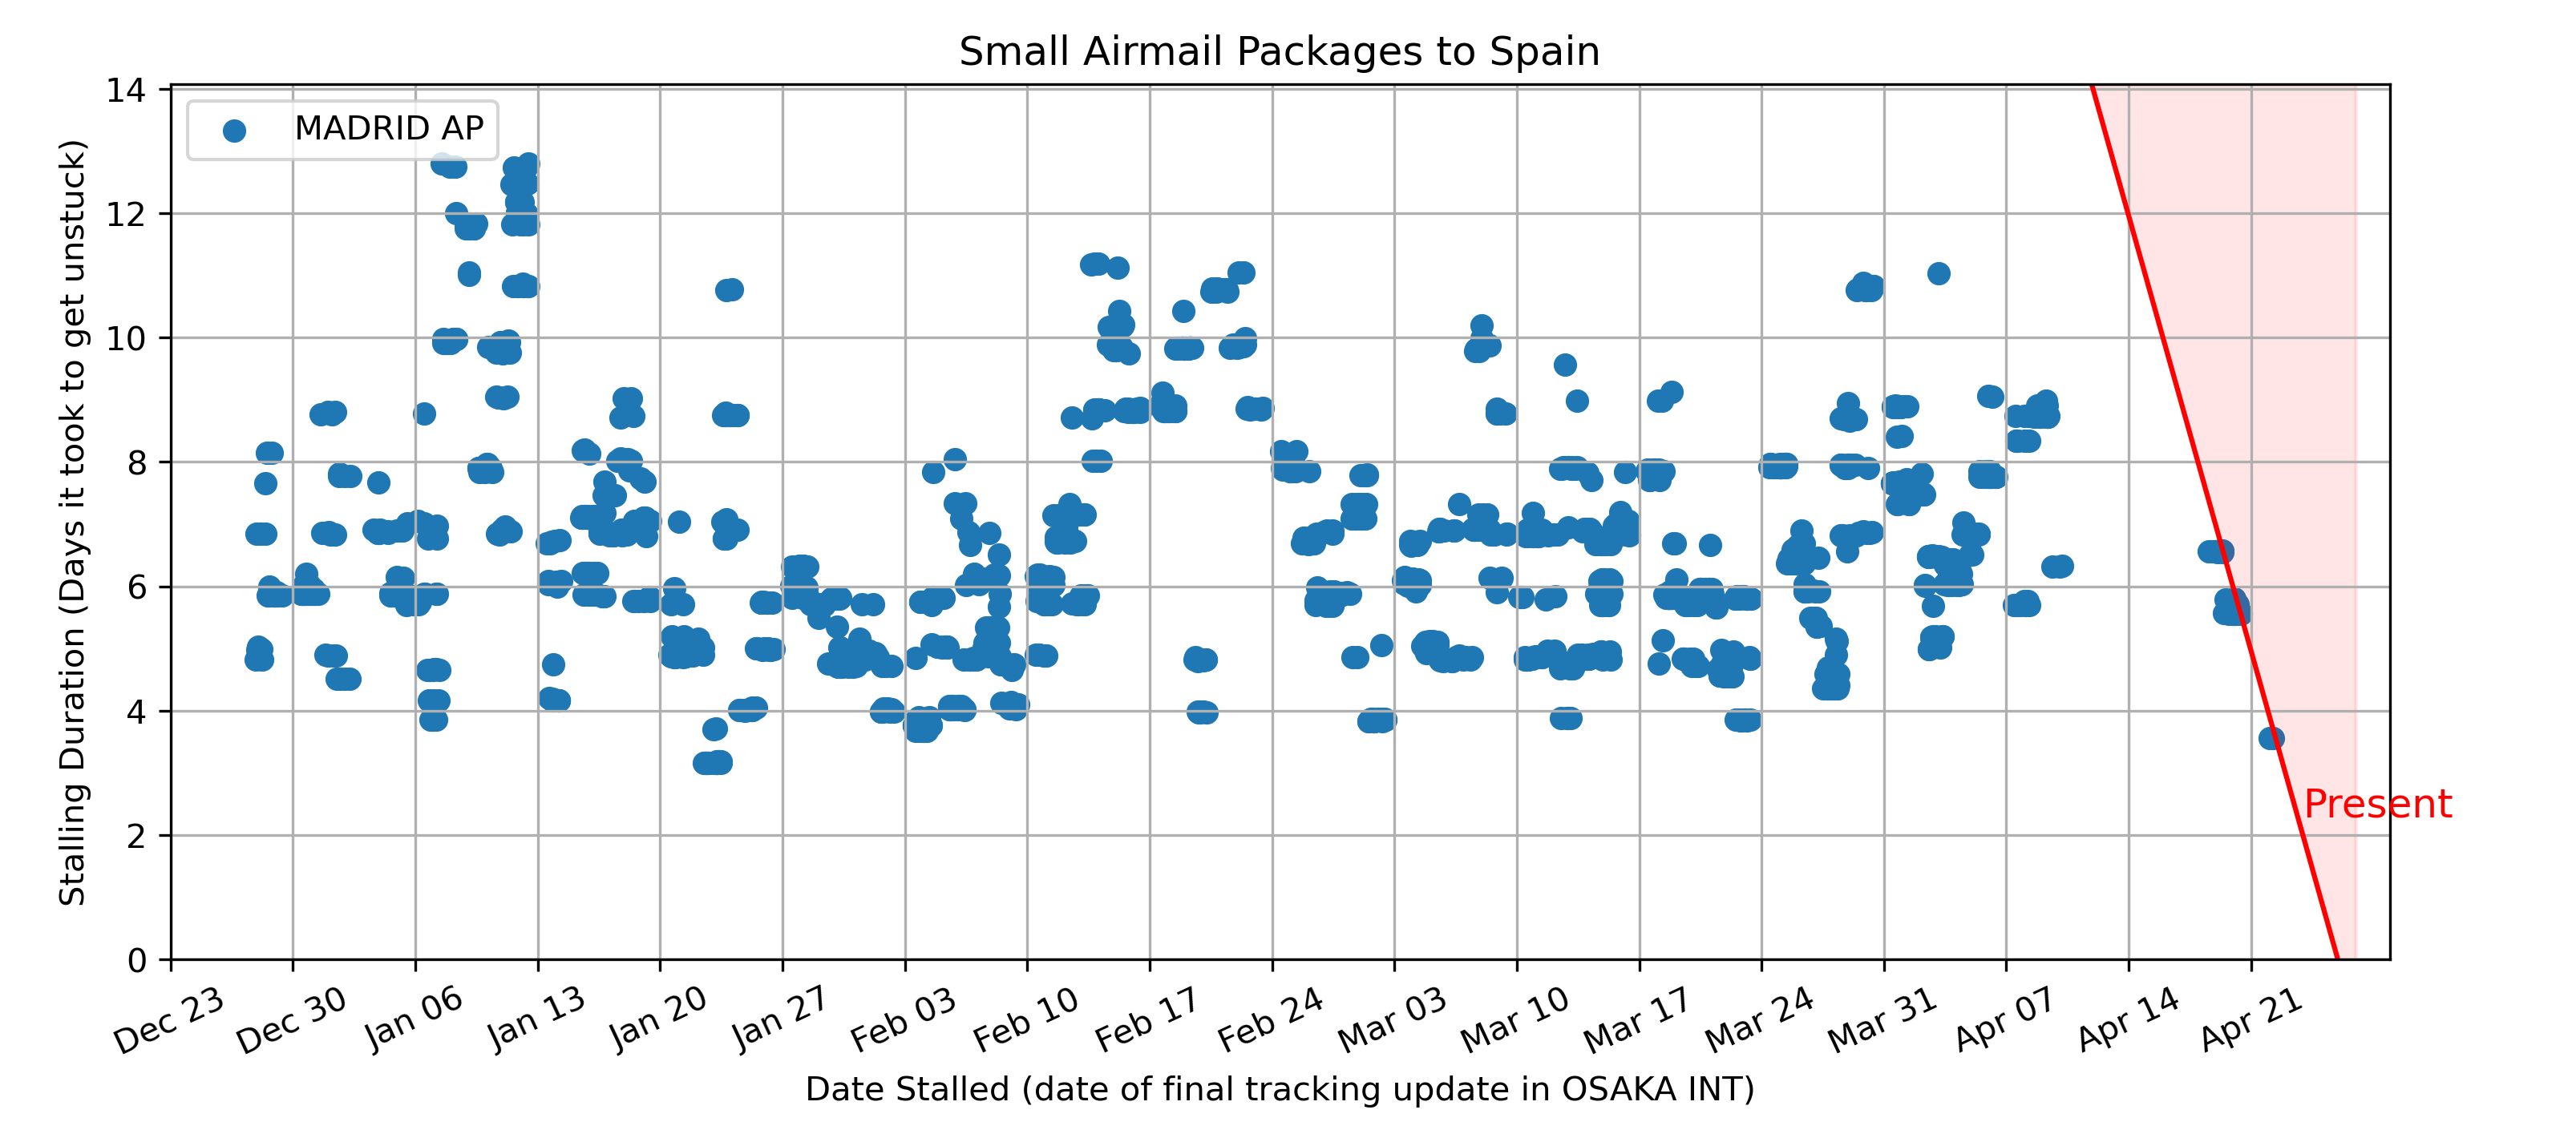 Small Airmail Packages to Spain
MADRID AP
Stalling Duration (Days it took to get unstuck)
14
12
10
8
6
4
2
0
Present
Dec 23
Dec 30
Jan 06
Jan 13
Jan 20
Jan 27
Feb 03
Feb 10
Feb 17
Feb 24
Mar 03
Mar 10
Mar 17
Mar 24
Mar 31
Apr 07
Apr 14
Apr 21
Date Stalled (date of final tracking update in OSAKA INT)